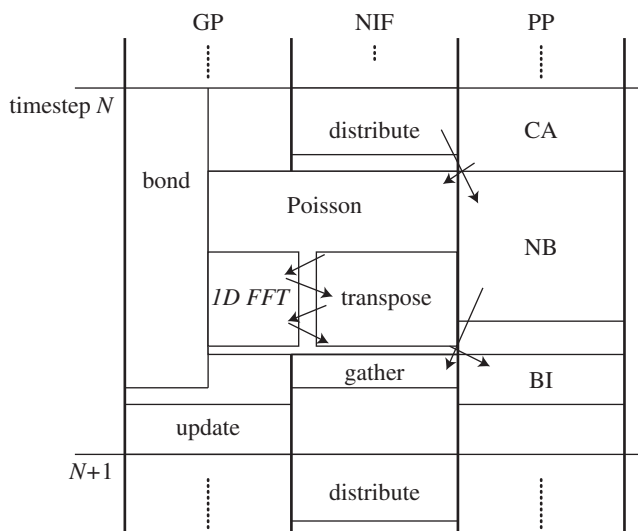 GP NIF PP
timestep N
distribute CA
bond
Poisson
NB
1D FFT transpose
gather BI
update
N+1
distribute